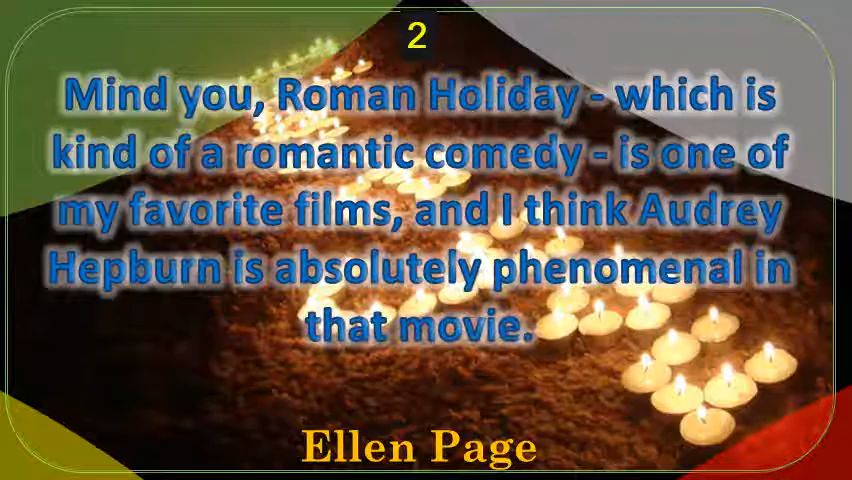 2
Mind you, Roman Holiday - which is
kind of a romantic comedy - is one of
my favorite films, and I think Audrey
Hepburn is absolutely phenomenal in
that movie.
Ellen Page